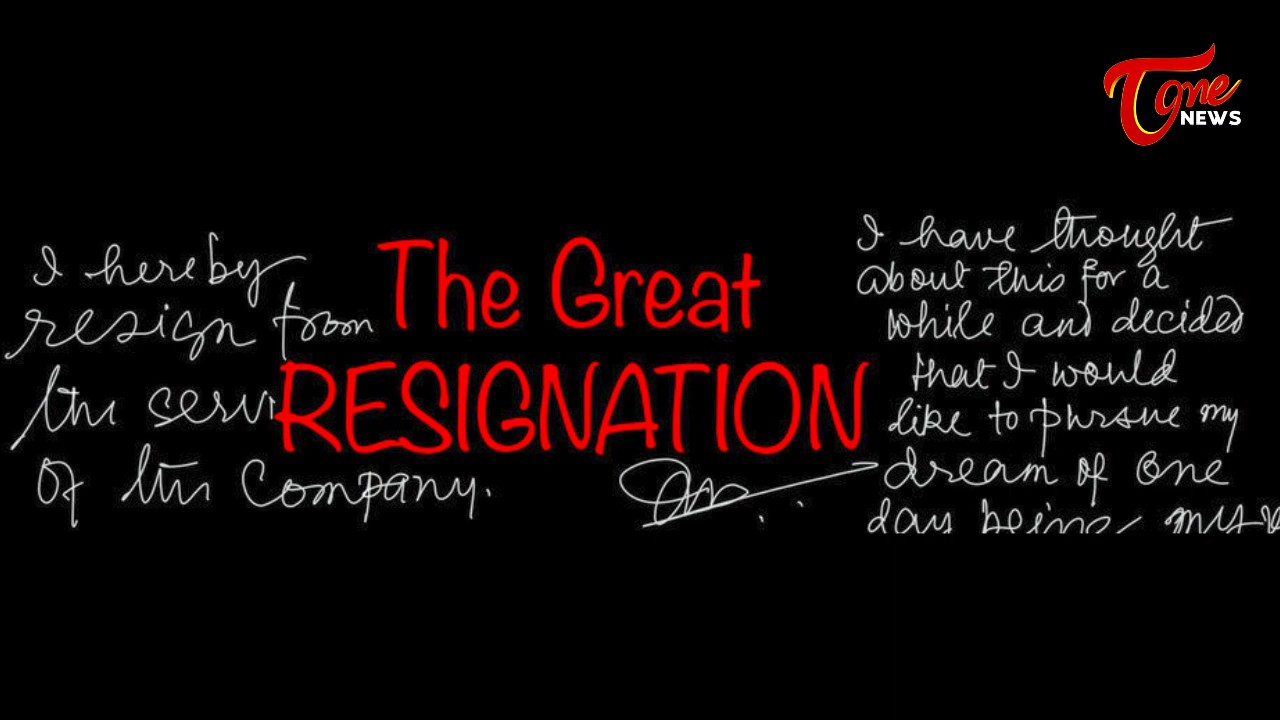 Tone
NEWS
The Great
RESIGNATION
I hereby
resign from
the servi
of this Company.
I have thought
about this for a
while and decided
that I would
like to pursue my
dream of one
day being